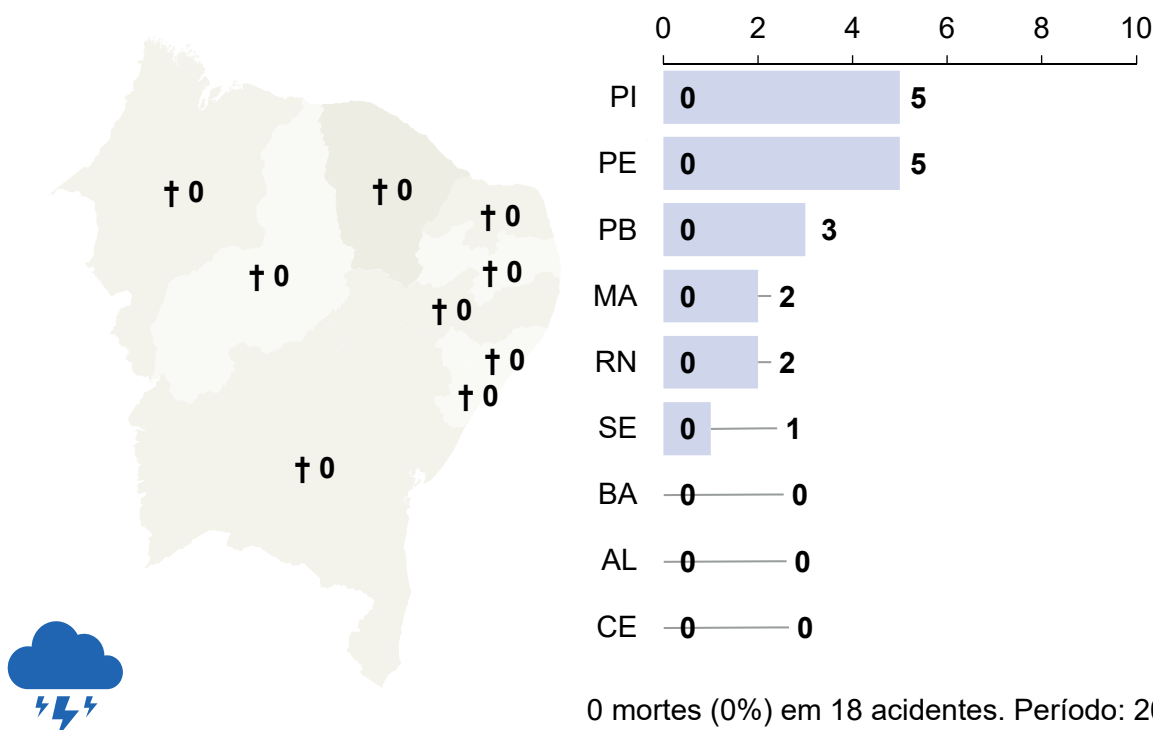 0 2 4 6 8 10
† 0
† 0
† 0
† 0
† 0
† 0
† 0
† 0
† 0
PI 0 5
PE 0 5
PB 0 3
MA 0 2
RN 0 2
SE 0 1
BA 0 0
AL 0 0
CE 0 0
0 mortes (0%) em 18 acidentes. Período: